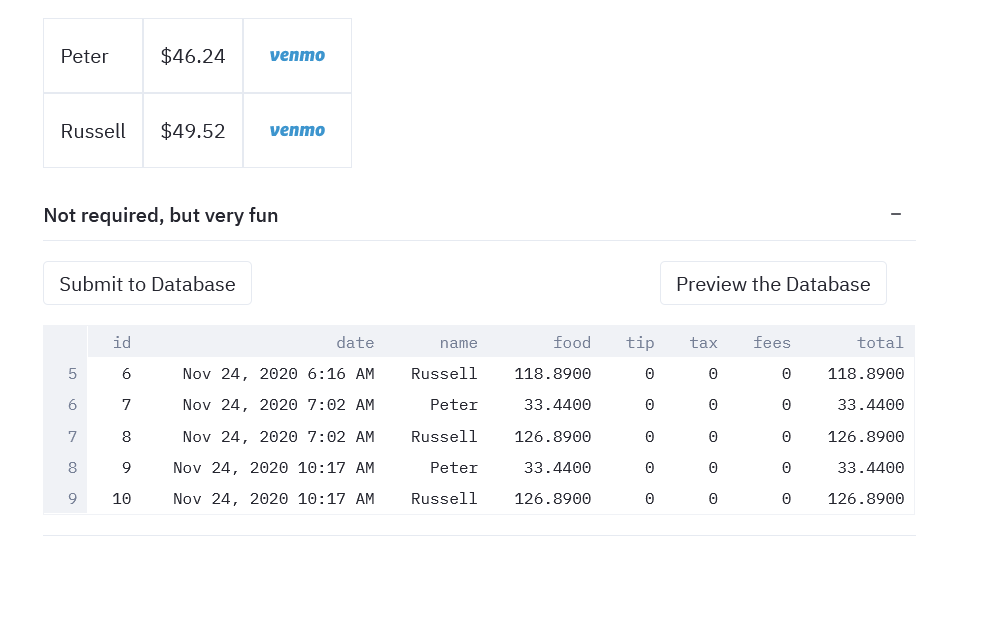 Peter $46.24 venmo
Russell $49.52 venmo
Not required, but very fun −
Submit to Database Preview the Database
id date name food tip tax fees total
5 6 Nov 24, 2020 6:16 AM Russell 118.8900 0 0 0 118.8900
6 7 Nov 24, 2020 7:02 AM Peter 33.4400 0 0 0 33.4400
7 8 Nov 24, 2020 7:02 AM Russell 126.8900 0 0 0 126.8900
8 9 Nov 24, 2020 10:17 AM Peter 33.4400 0 0 0 33.4400
9 10 Nov 24, 2020 10:17 AM Russell 126.8900 0 0 0 126.8900